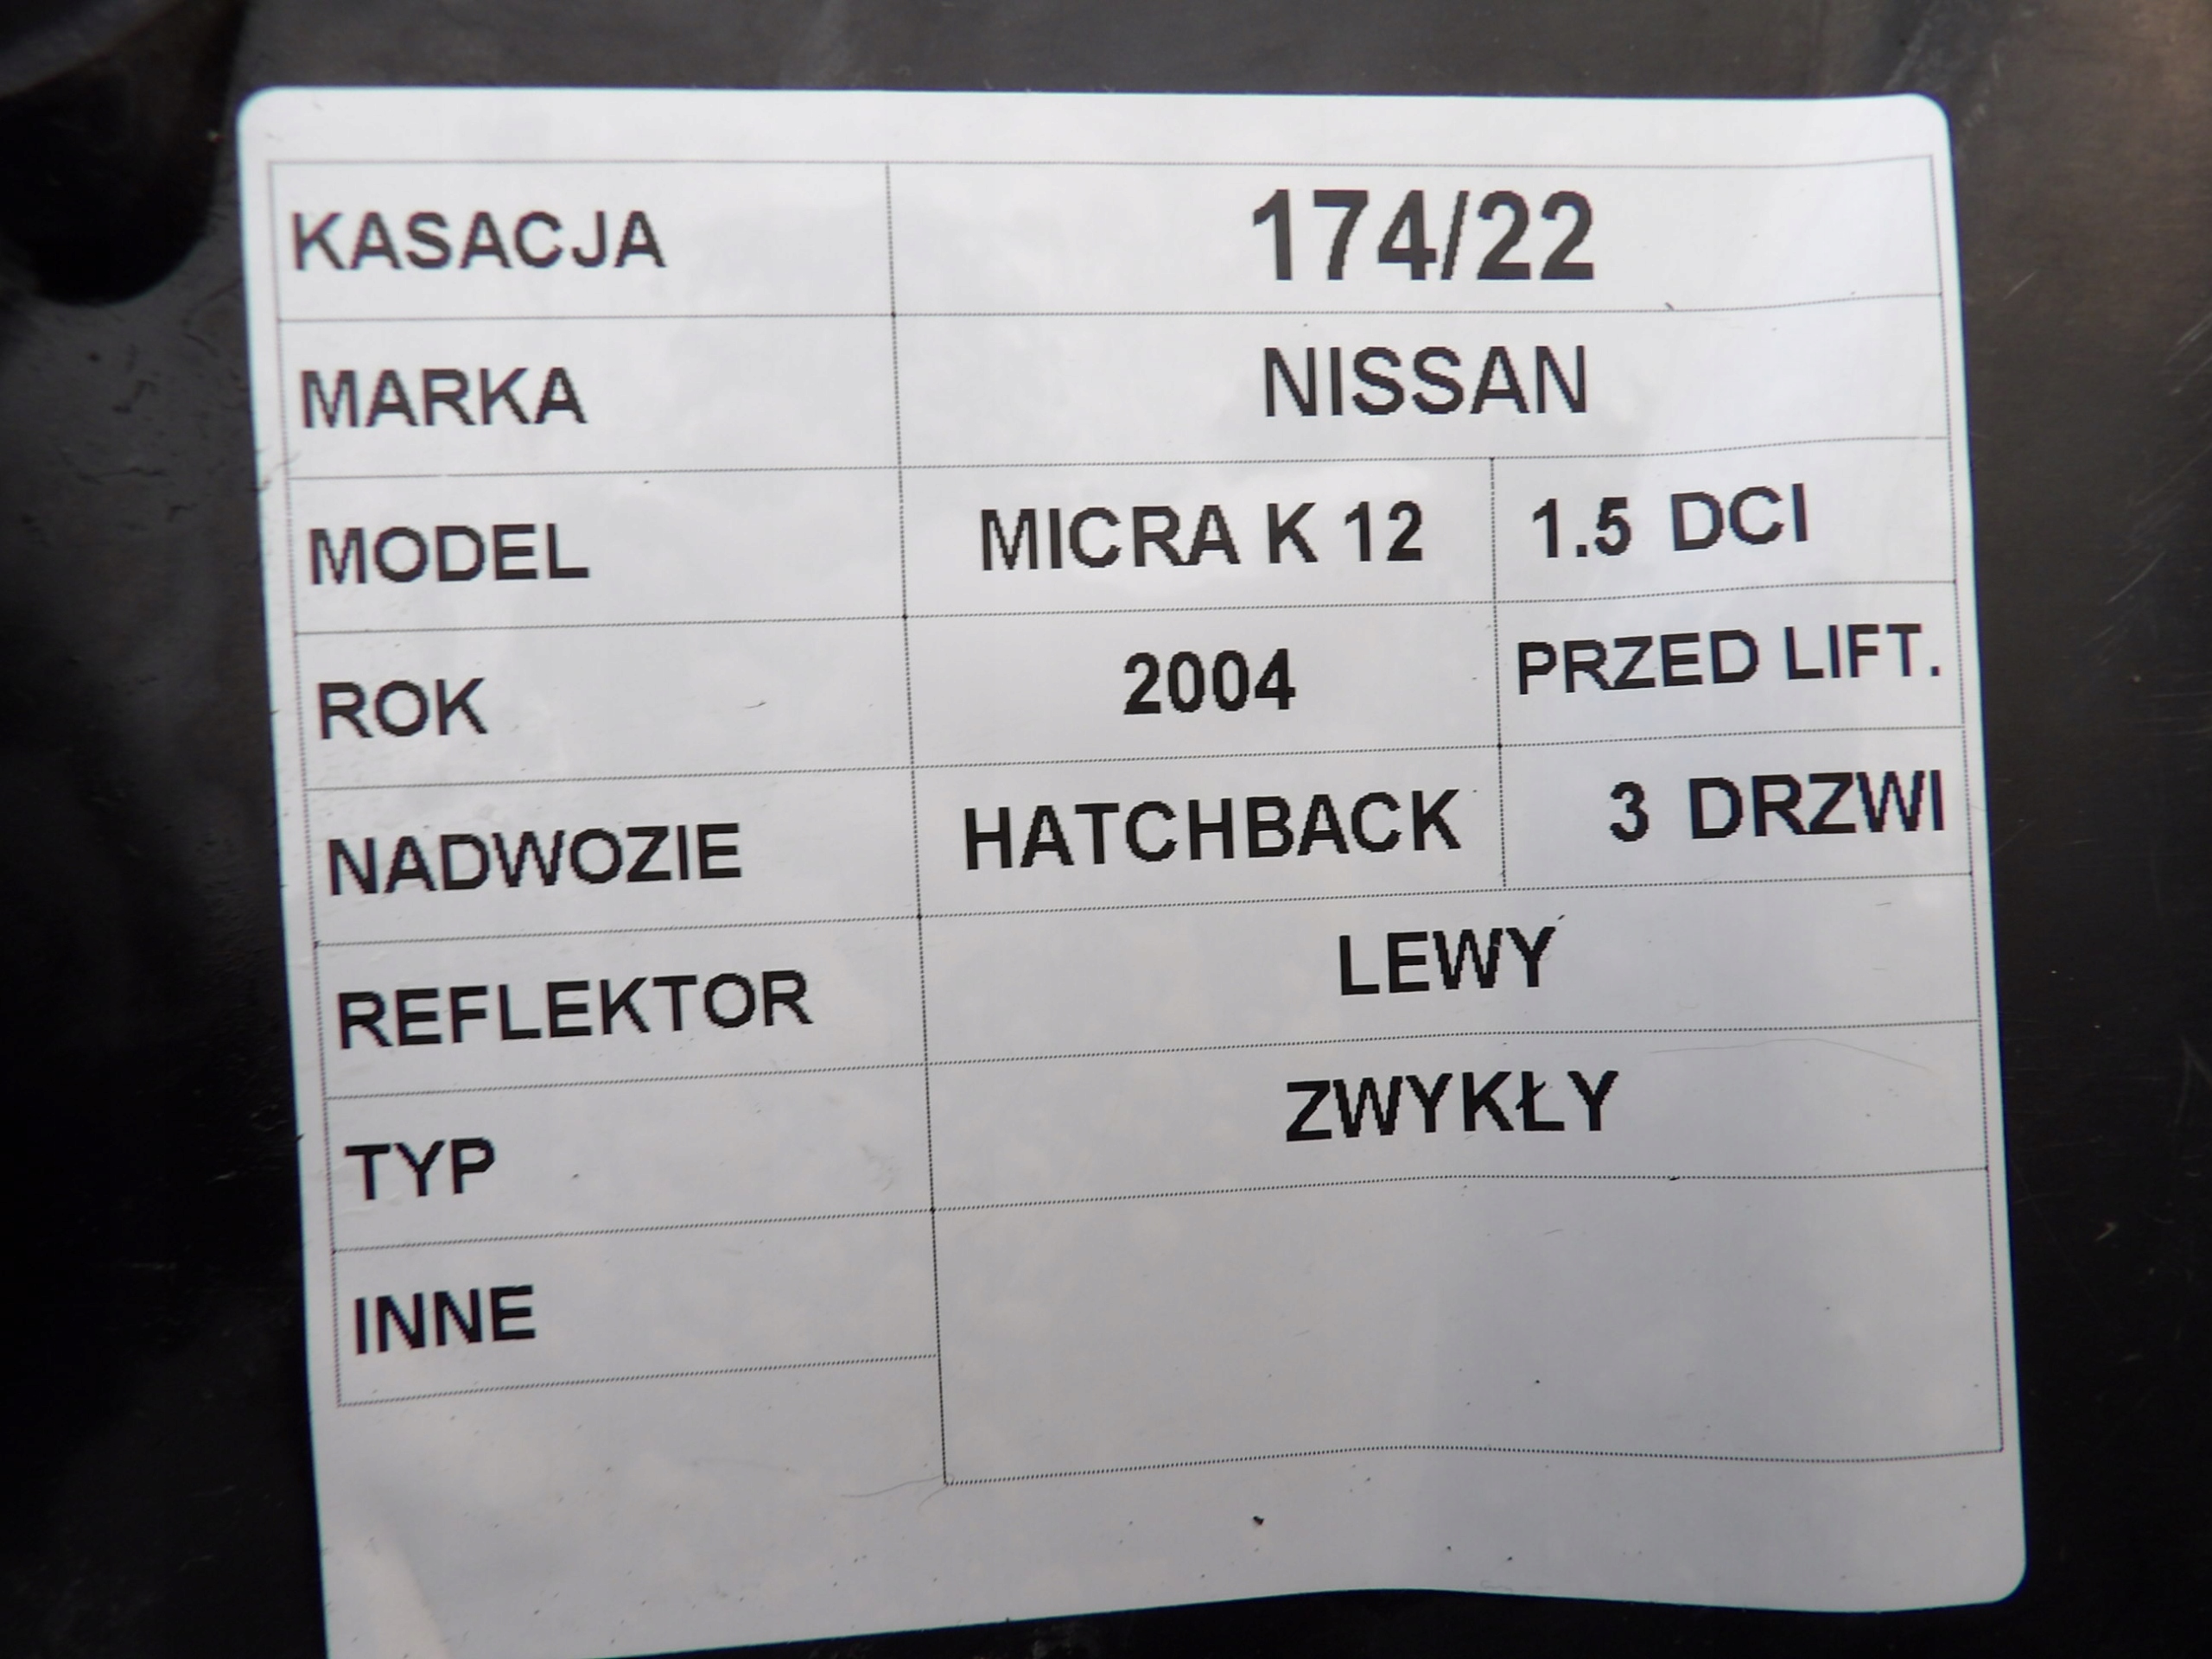 KASACJA 174/22
MARKA NISSAN
MODEL MICRA K 12 1.5 DCI
ROK 2004 PRZED LIFT.
NADWOZIE HATCHBACK 3 DRZWI
REFLEKTOR LEWY
TYP ZWYKŁY
INNE